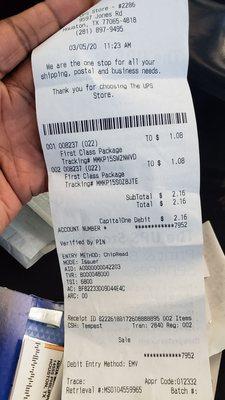 Store - #2286
9597 Jones Rd
Houston, TX 77065-4818
(281) 897-9495
03/05/20 11:23 AM
We are the one stop for all your
shipping, postal and business needs.
Thank you for choosing The UPS
Store.
001 008237 (022) TO $ 1.08
First Class Package
Tracking# MMKP15SW2NWVD
002 008237 (022) TO $ 1.08
First Class Package
Tracking#
SubTotal $ 2.16
Total $ 2.16
CapitalOne Debit $ 2.16
ACCOUNT NUMBER * ************7952
Verified By PIN
ENTRY METHOD: ChipRead
MODE: Issuer
AID: A0000000042203
TVR: 8000048000
TSI: 6800
AC: 
ARC: 00
Receipt ID 002 Items
CSH: Tempest Tran: 2840 Reg: 002
Sale
************7952
Debit Entry Method: EMV
Trace: Appr Code:012332
Retrieval #:MS0104559965 Batch #: